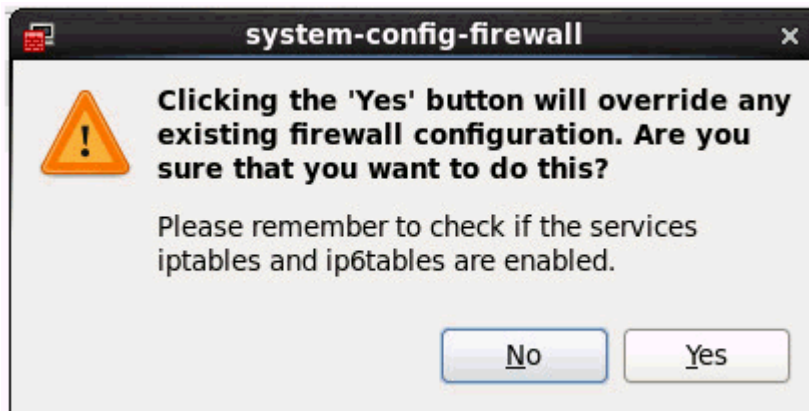 system-config-firewall
Clicking the 'Yes' button will override any
existing firewall configuration. Are you
sure that you want to do this?
Please remember to check if the services
iptables and ip6tables are enabled.
No
Yes